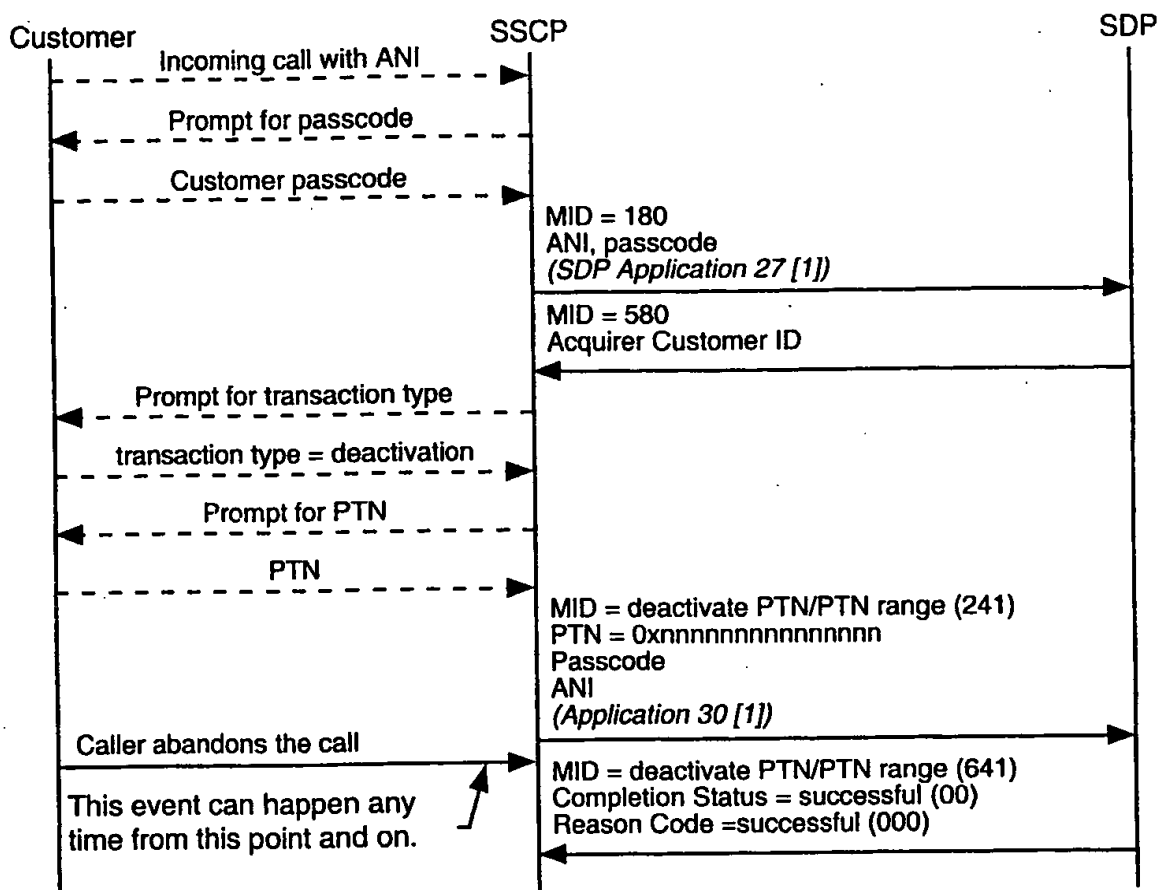 Customer
SSCP
SDP
Incoming call with ANI
Prompt for passcode
Customer passcode
MID = 180
ANI, passcode
(SDP Application 27 [1])
MID = 580
Acquirer Customer ID
Prompt for transaction type
transaction type = deactivation
Prompt for PTN
PTN
MID = deactivate PTN/PTN range (241)
PTN = 0xnnnnnnnnnnnnnnnnn
Passcode
ANI
(Application 30 [1])
Caller abandons the call
This event can happen any
time from this point and on.
MID = deactivate PTN/PTN range (641)
Completion Status = successful (00)
Reason Code =successful (000)